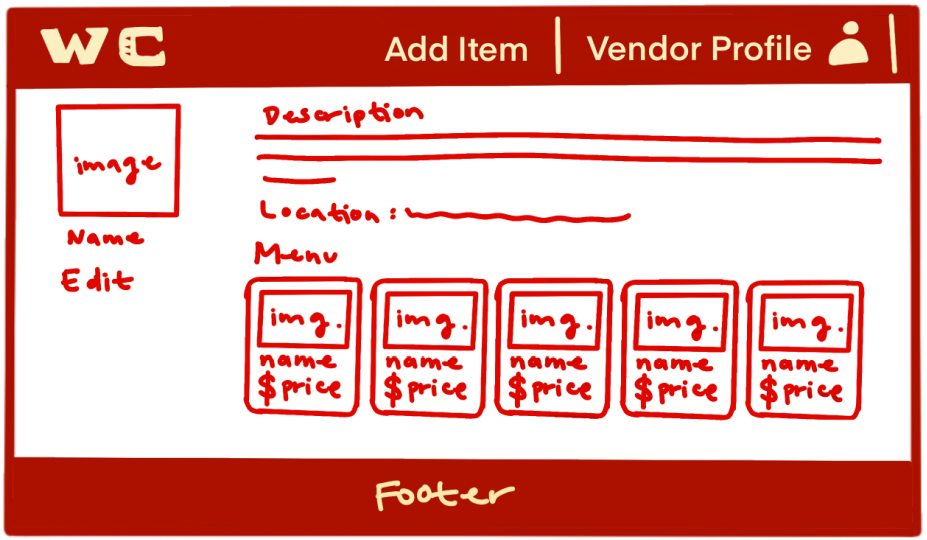 WC Add Item Vendor Profile
Description
image
Location:
Name
Menu
Edit
img. img. img. img. img.
name name name name name
$price $price $price $price $price
Footer